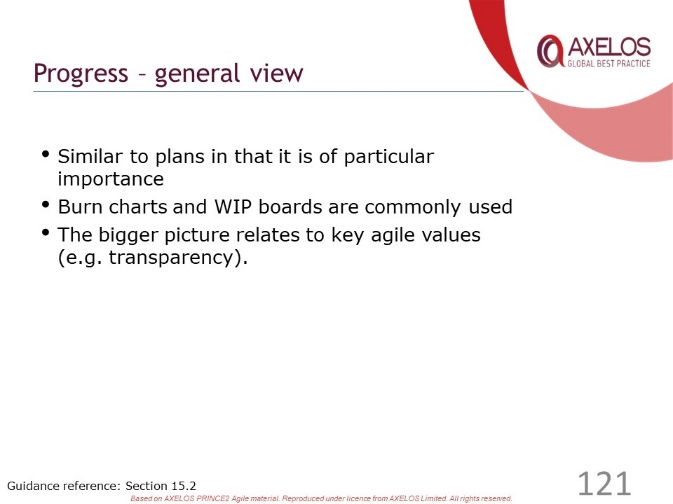 AXELOS
GLOBAL BEST PRACTICE
Progress – general view
• Similar to plans in that it is of particular
importance
• Burn charts and WIP boards are commonly used
• The bigger picture relates to key agile values
(e.g. transparency).
Guidance reference: Section 15.2
Based on AXELOS PRINCE2 Agile material. Reproduced under licence from AXELOS Limited. All rights reserved.
121